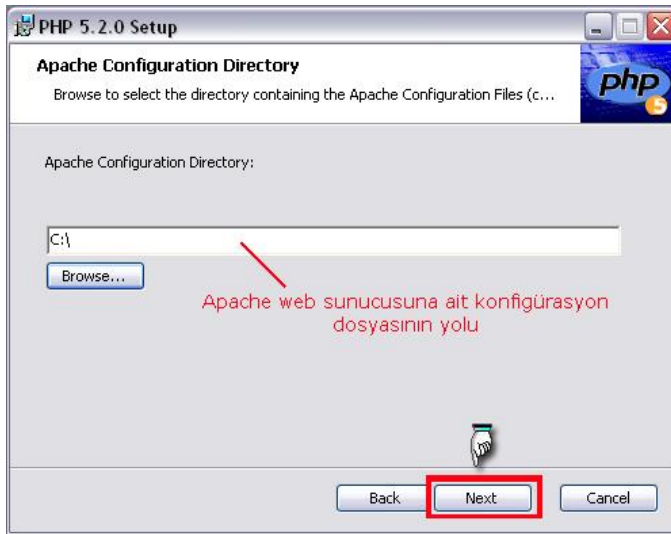 PHP 5.2.0 Setup
Apache Configuration Directory
Browse to select the directory containing the Apache Configuration Files (c...
php
5
Apache Configuration Directory:
C:\
Browse...
Apache web sunucusuna ait konfigürasyon
dosyasının yolu
Back
Next
Cancel